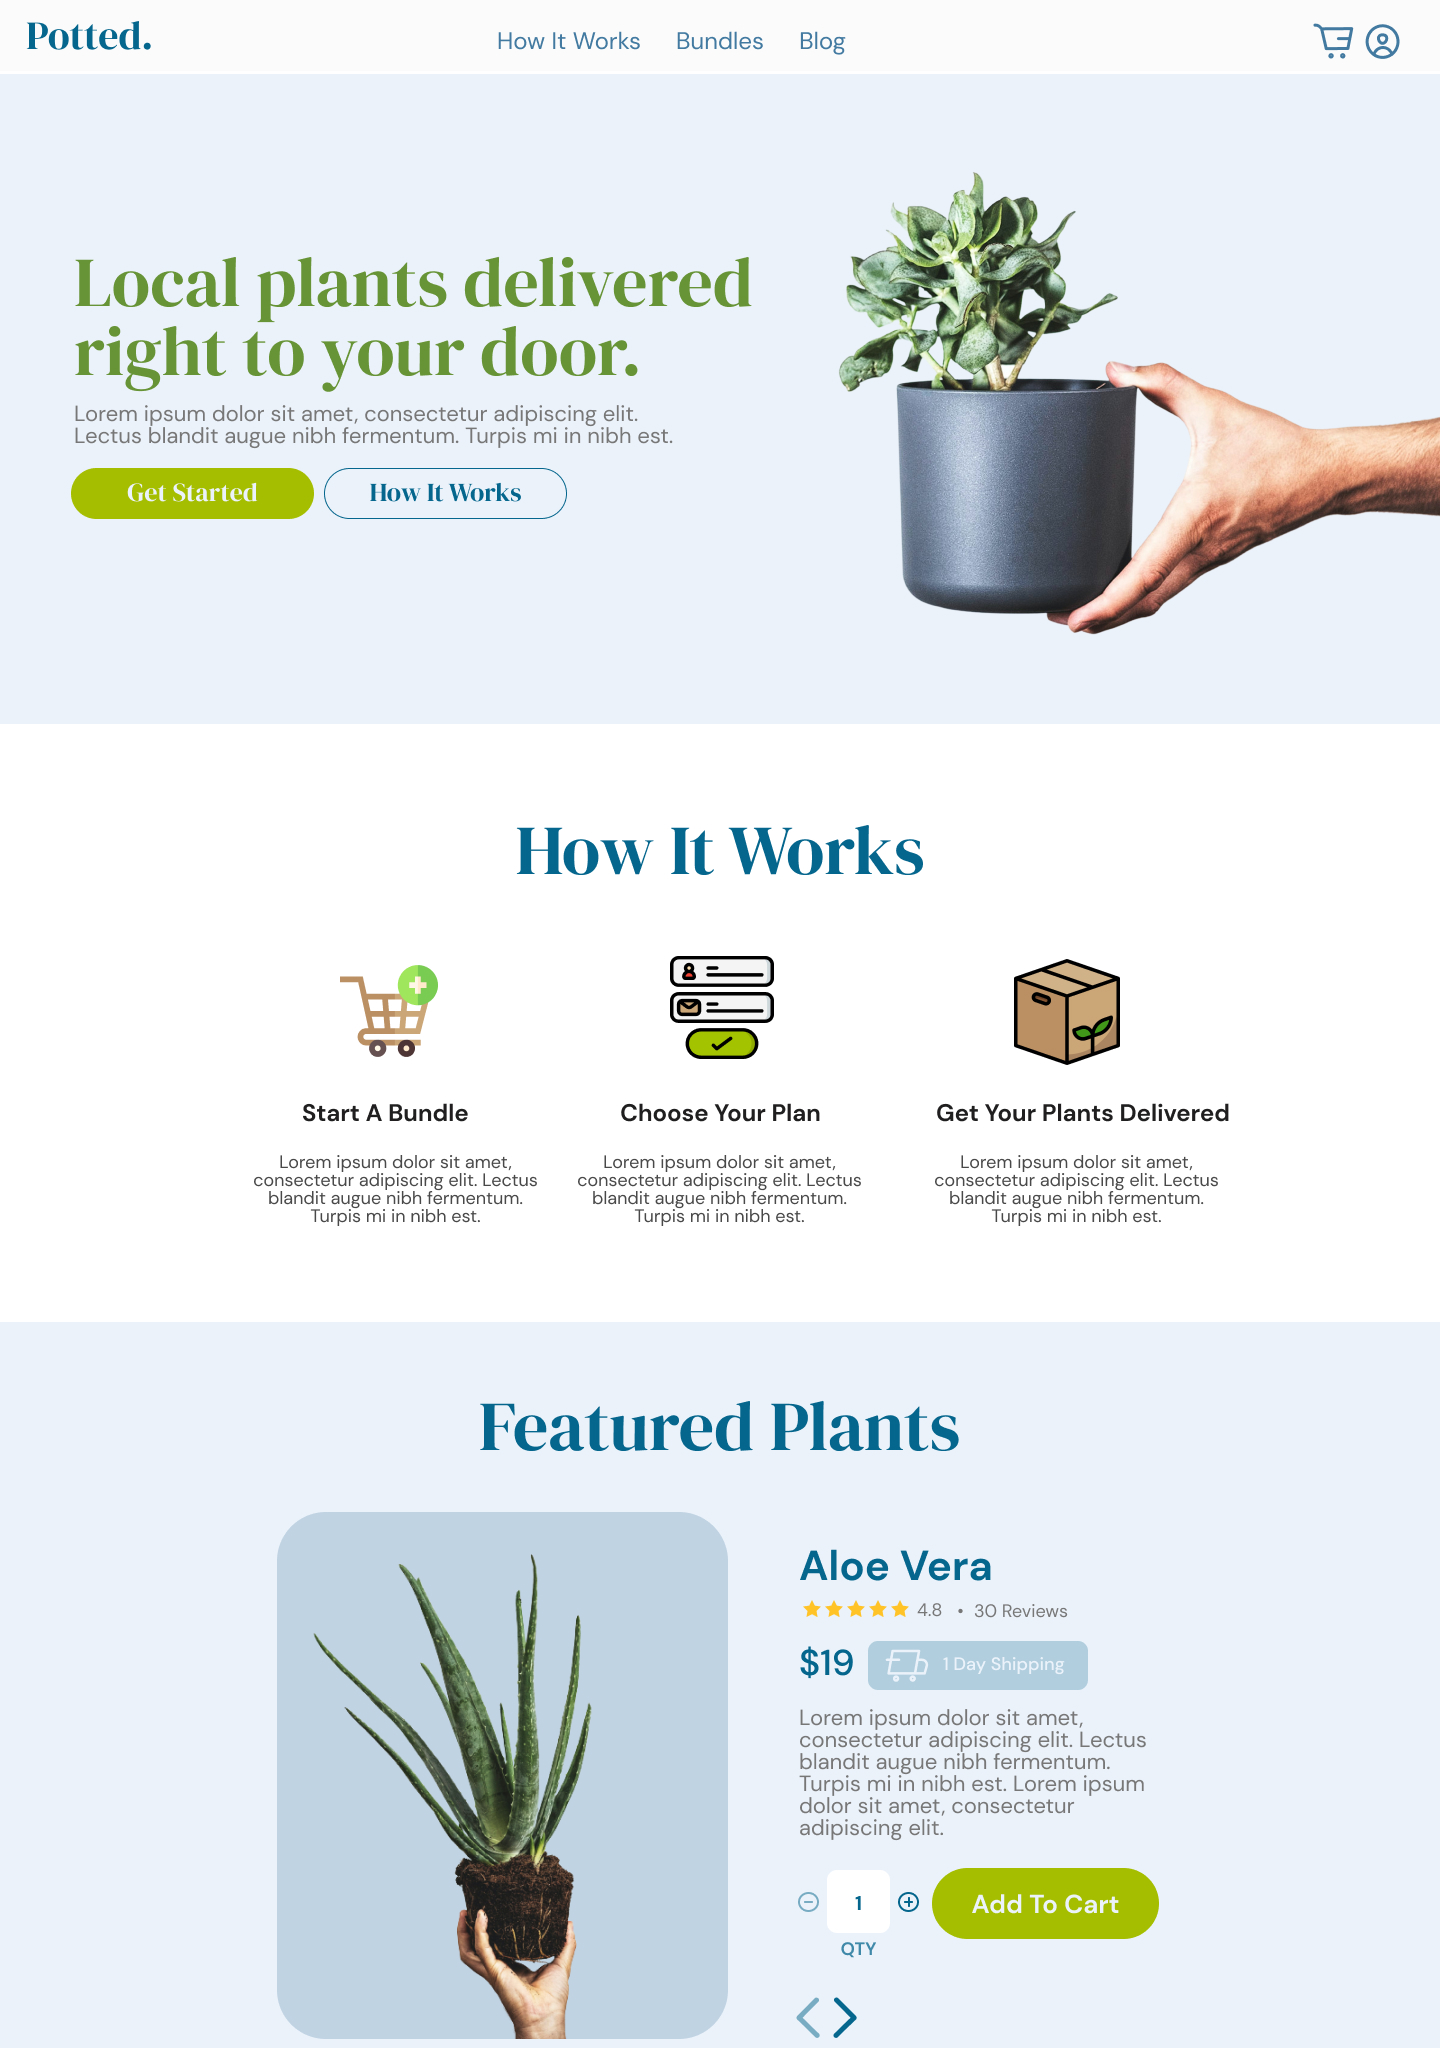 Potted.
How It Works
Bundles
Blog
Local plants delivered
right to your door.
Lorem ipsum dolor sit amet, consectetur adipiscing elit.
Lectus blandit augue nibh fermentum. Turpis mi in nibh est.
Get Started
How It Works
How It Works
Start A Bundle
Lorem ipsum dolor sit amet,
consectetur adipiscing elit. Lectus
blandit augue nibh fermentum.
Turpis mi in nibh est.
Choose Your Plan
Lorem ipsum dolor sit amet,
consectetur adipiscing elit. Lectus
blandit augue nibh fermentum.
Turpis mi in nibh est.
Get Your Plants Delivered
Lorem ipsum dolor sit amet,
consectetur adipiscing elit. Lectus
blandit augue nibh fermentum.
Turpis mi in nibh est.
Featured Plants
Aloe Vera
4.8 • 30 Reviews
$19
1 Day Shipping
Lorem ipsum dolor sit amet,
consectetur adipiscing elit. Lectus
blandit augue nibh fermentum.
Turpis mi in nibh est. Lorem ipsum
dolor sit amet, consectetur
adipiscing elit.
1
QTY
Add To Cart